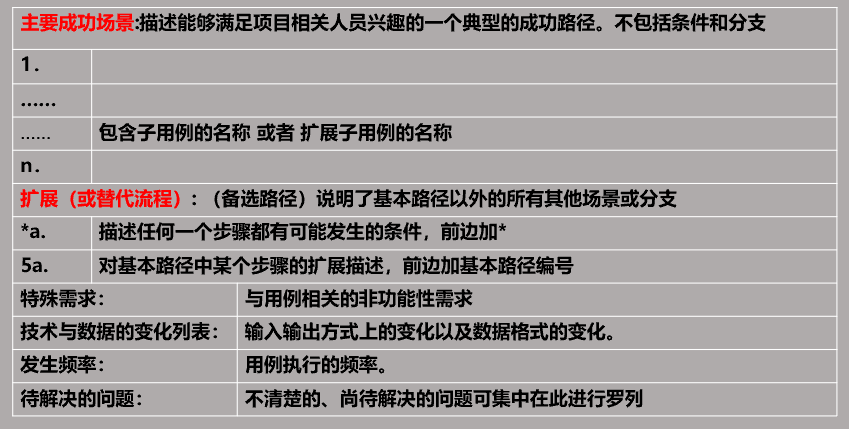 主要成功场景:描述能够满足项目相关人员兴趣的一个典型的成功路径。不包括条件和分支
1.
……
…… 包含子用例的名称 或者 扩展子用例的名称
n.
扩展（或替代流程）：（备选路径）说明了基本路径以外的所有其他场景或分支
*a. 描述任何一个步骤都有可能发生的条件，前边加*
5a. 对基本路径中某个步骤的扩展描述，前边加基本路径编号
特殊需求： 与用例相关的非功能性需求
技术与数据的变化列表： 输入输出方式上的变化以及数据格式的变化。
发生频率： 用例执行的频率。
待解决的问题： 不清楚的、尚待解决的问题可集中在此进行罗列